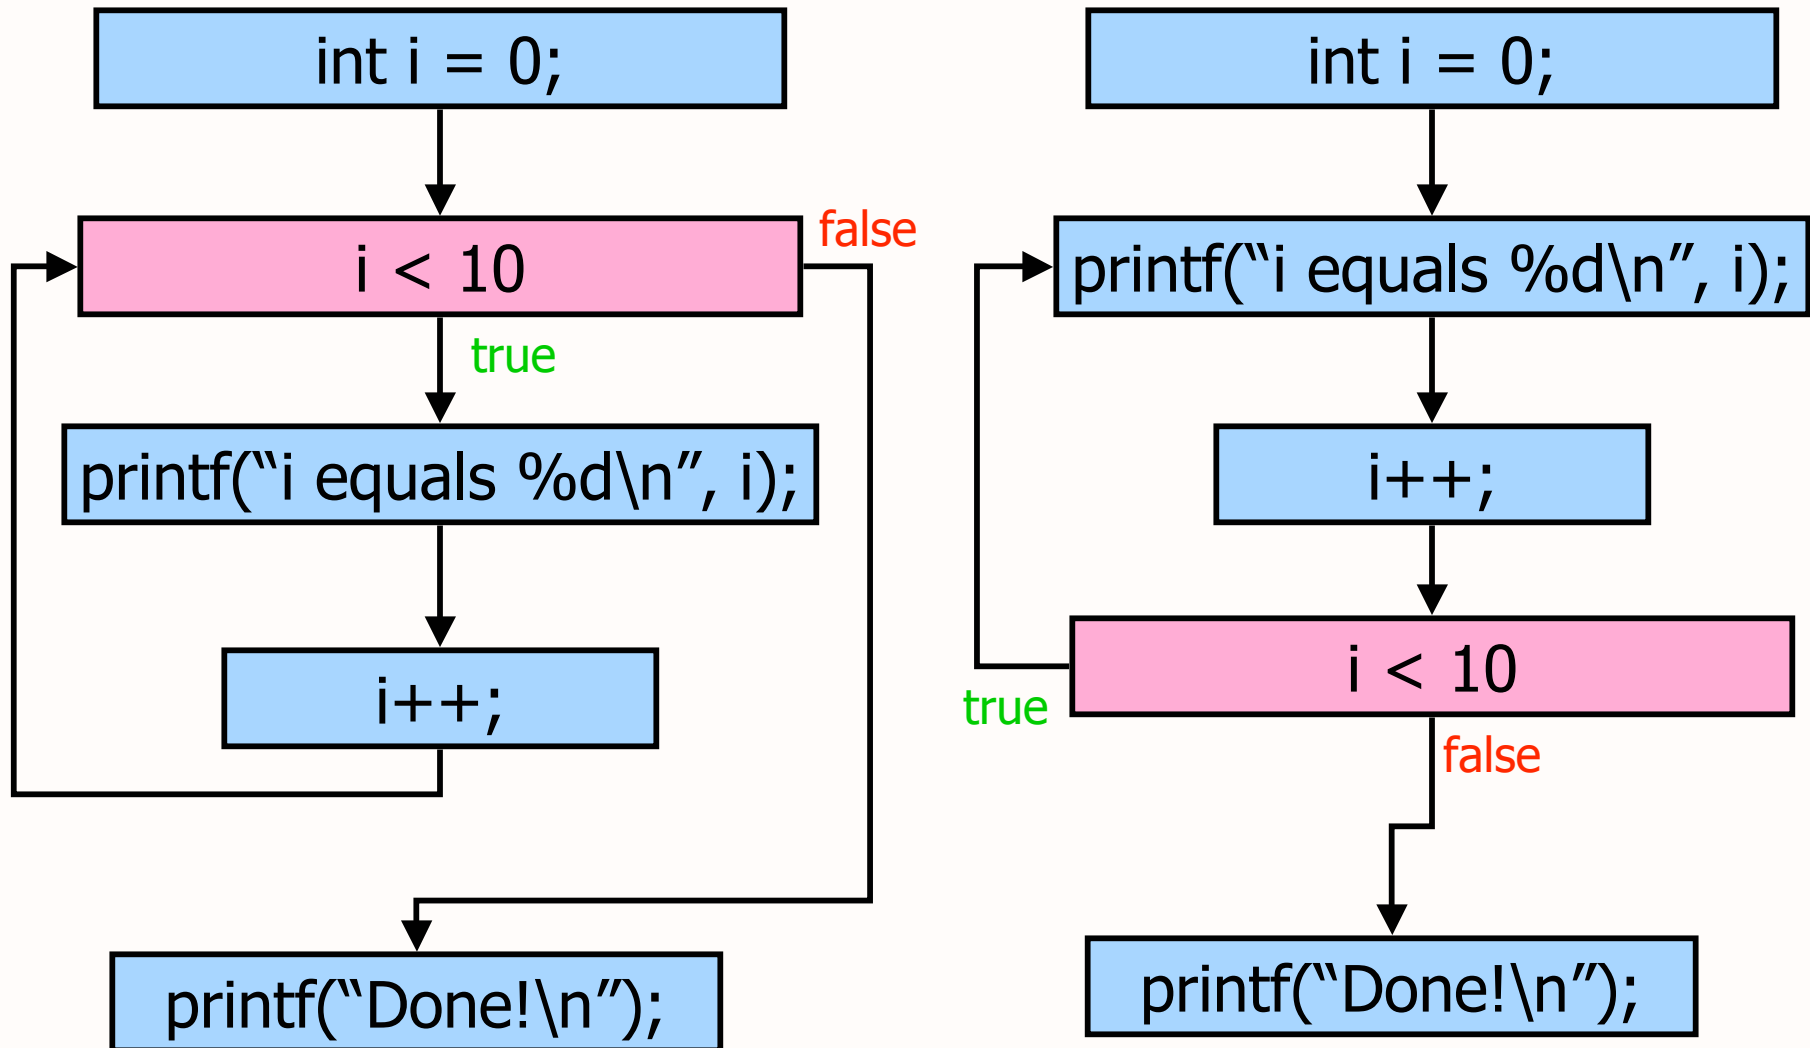 int i = 0;
i < 10
false
true
printf(“i equals %d\n”, i);
i++;
printf(“Done!\n”);
int i = 0;
printf(“i equals %d\n”, i);
i++;
i < 10
true
false
printf(“Done!\n”);